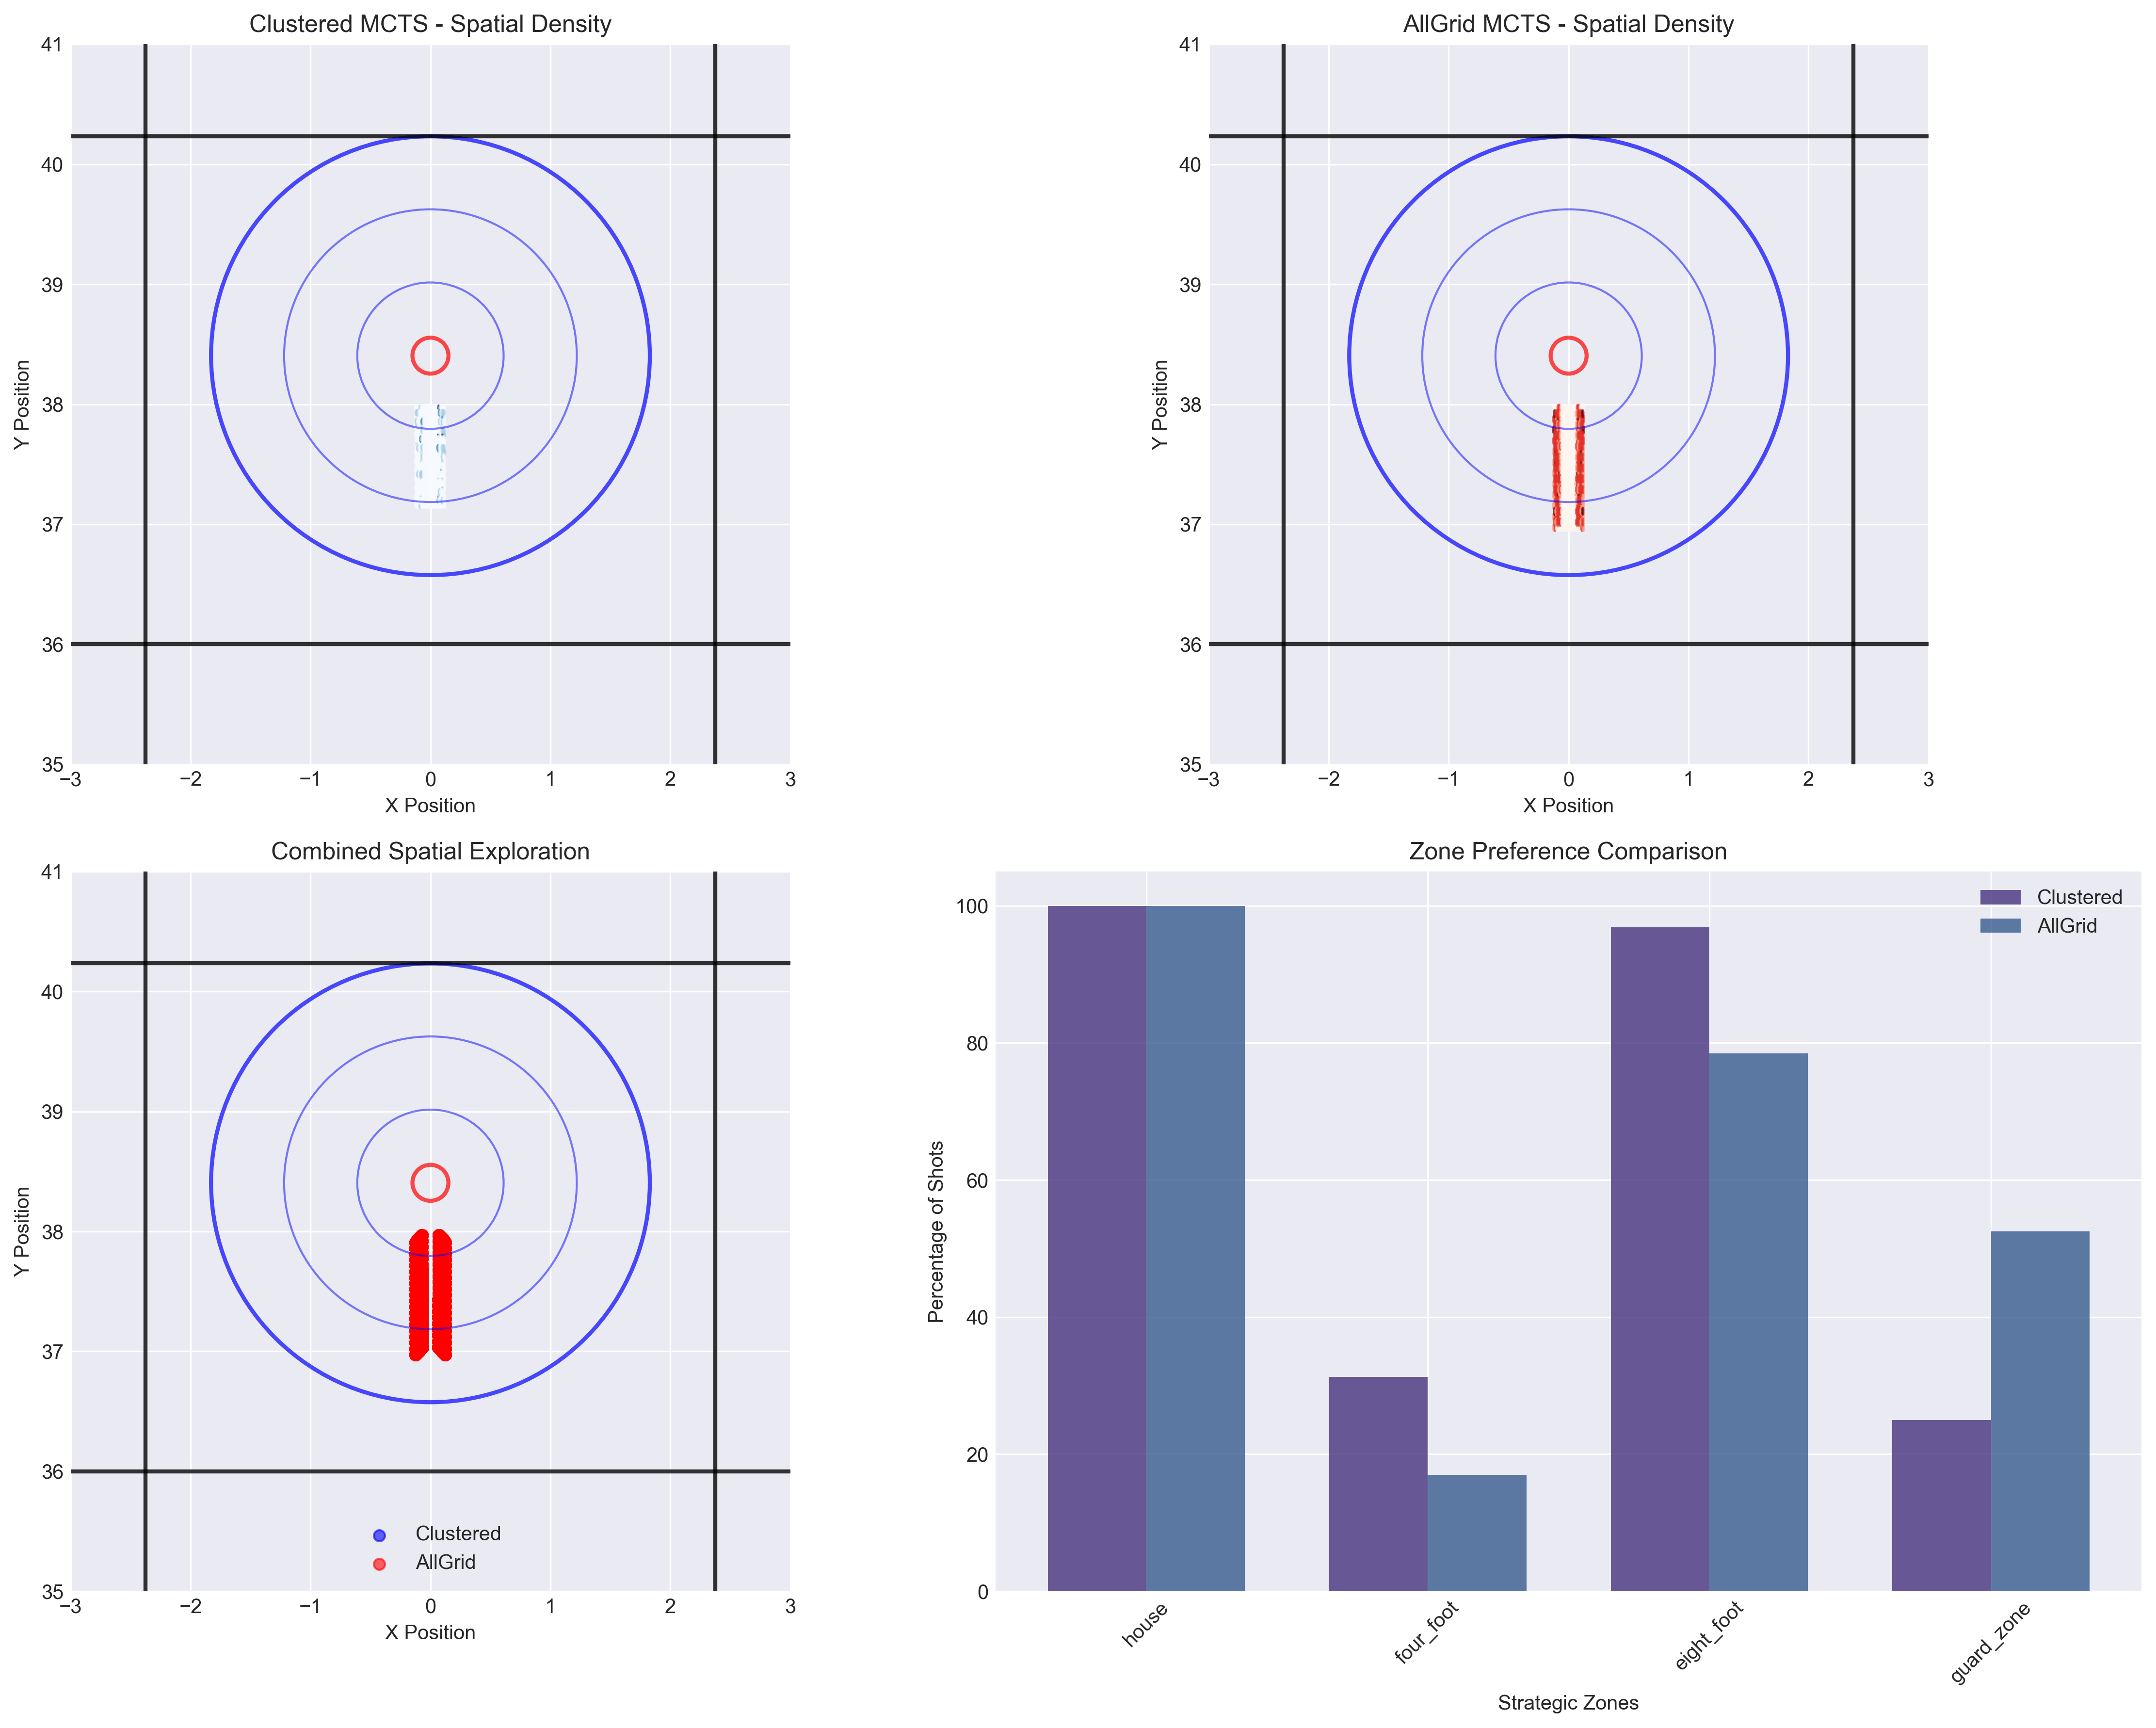 Clustered MCTS - Spatial Density
41
40
39
38
37
36
35
Y Position
−3 −2 −1 0 1 2 3
X Position
AllGrid MCTS - Spatial Density
41
40
39
38
37
36
35
Y Position
−3 −2 −1 0 1 2 3
X Position
Combined Spatial Exploration
41
40
39
38
37
36
35
Y Position
Clustered
AllGrid
−3 −2 −1 0 1 2 3
X Position
Zone Preference Comparison
100
80
60
40
20
0
Percentage of Shots
Clustered
AllGrid
house four_foot eight_foot guard_zone
Strategic Zones